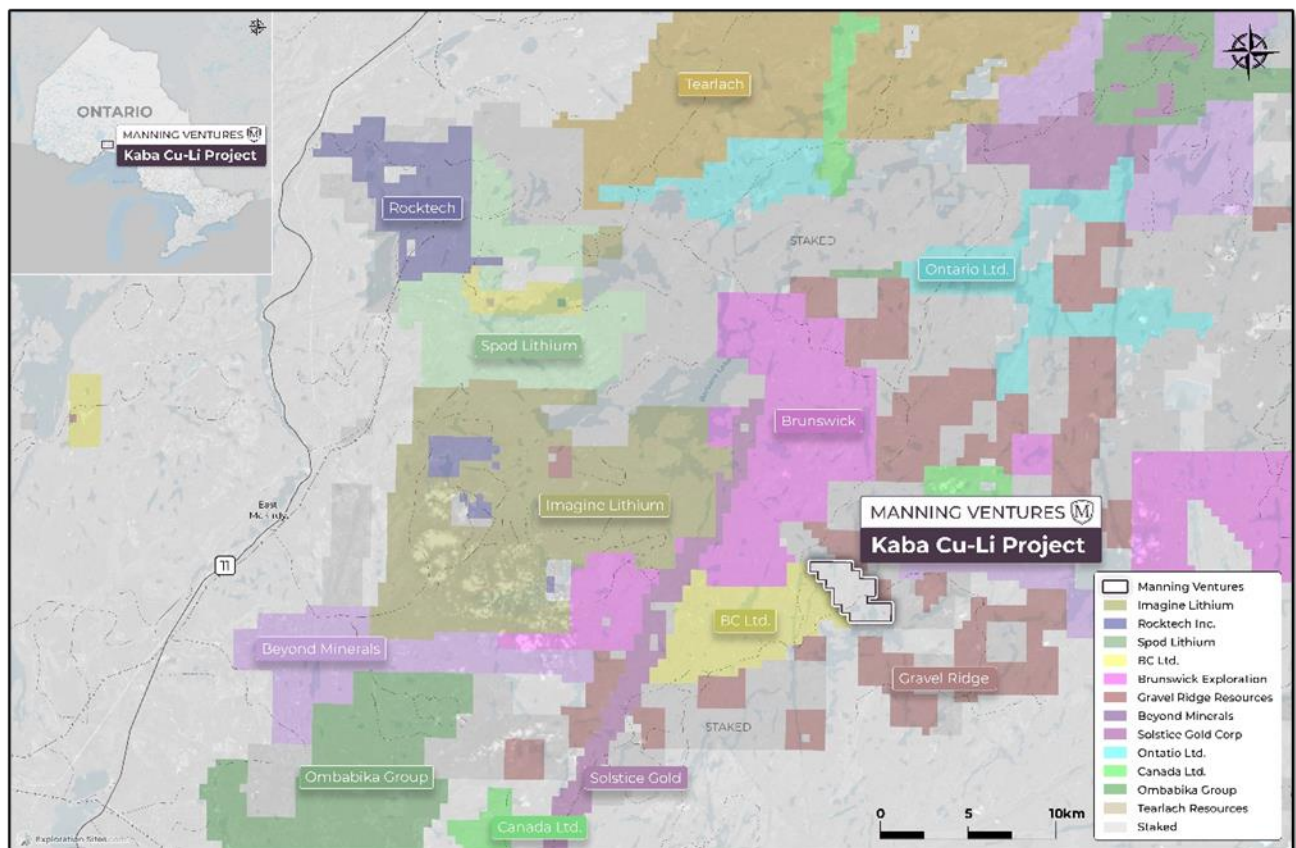 ONTARIO
MANNING VENTURES M
Kaba Cu-Li Project
Tearlach
Rocktech
STAKED
Ontario Ltd.
Spod Lithium
Brunswick
Imagine Lithium
East
11
MANNING VENTURES M
Kaba Cu-Li Project
BC Ltd.
Beyond Minerals
Gravel Ridge
STAKED
Ombabika Group
Solstice Gold
Canada Ltd.
0 5 10km
Manning Ventures
Imagine Lithium
Rocktech Inc.
Spod Lithium
BC Ltd.
Brunswick Exploration
Gravel Ridge Resources
Beyond Minerals
Solstice Gold Corp
Ontatio Ltd.
Canada Ltd.
Ombabika Group
Tearlach Resources
Staked
Exploration Sites